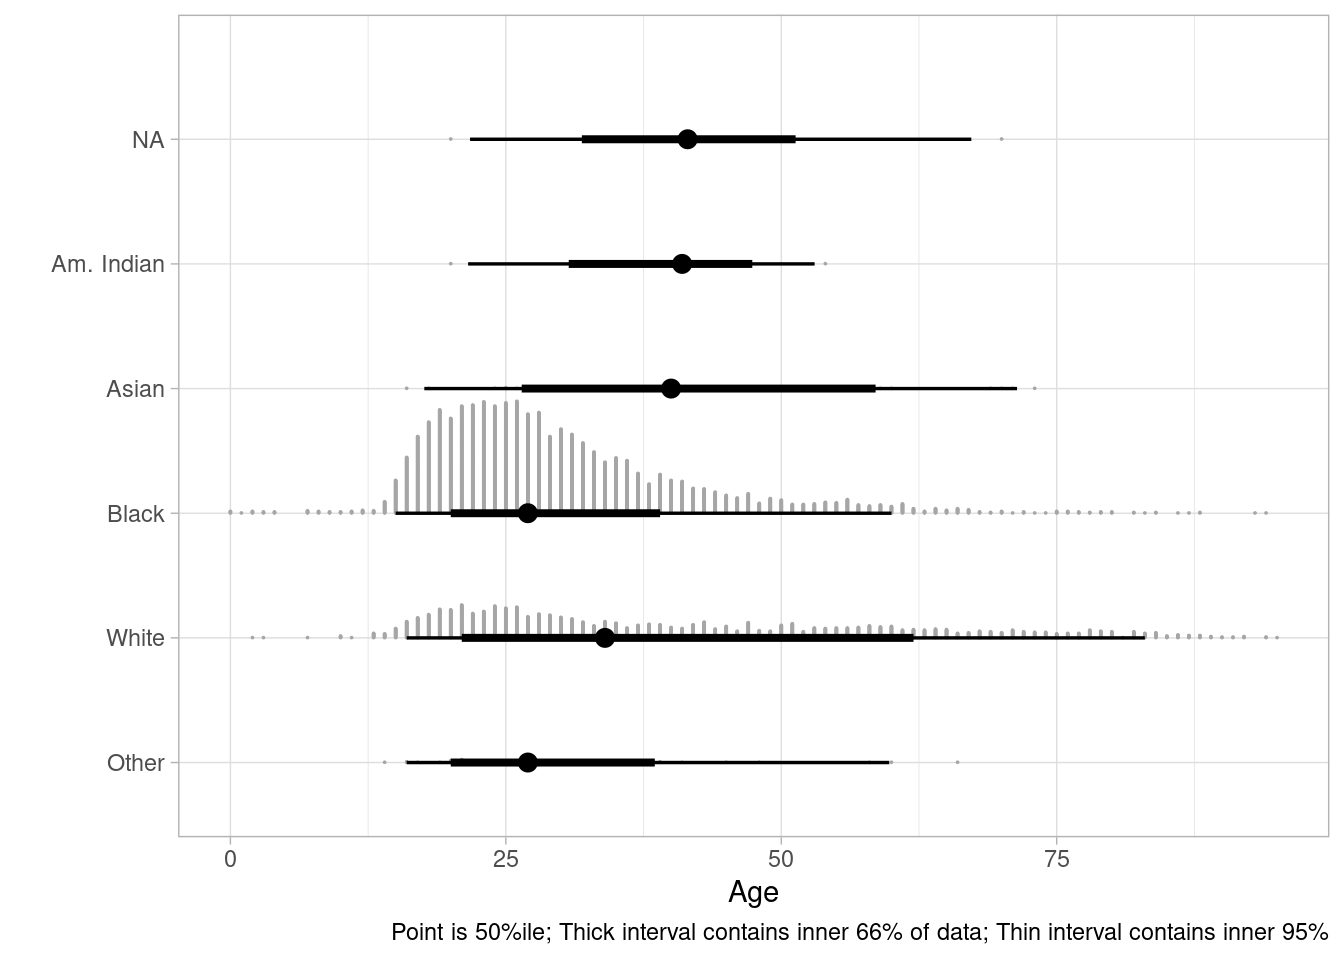 NA
Am. Indian
Asian
Black
White
Other
0 25 50 75
Age
Point is 50%ile; Thick interval contains inner 66% of data; Thin interval contains inner 95%